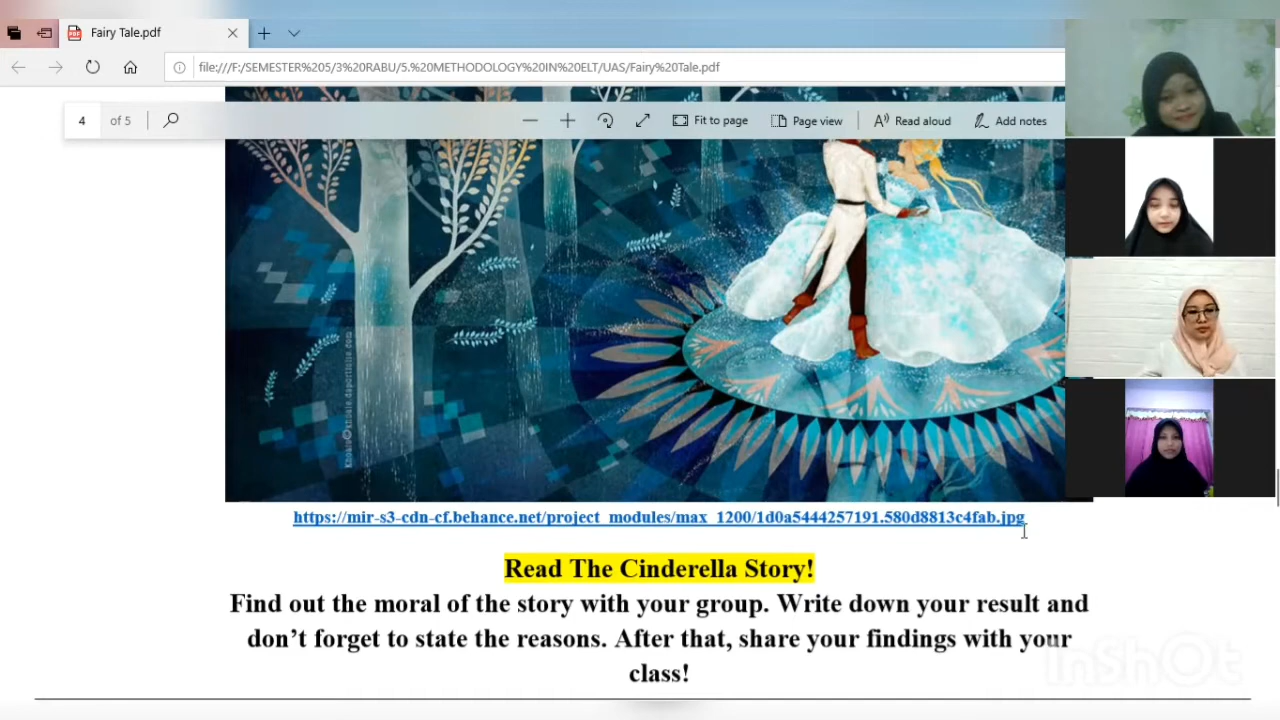 Fairy Tale.pdf
file:///F:/SEMESTER%205/3%20RABU/5.%20METHODOLOGY%20IN%20ELT/UAS/Fairy%20Tale.pdf
4 of 5 Fit to page Page view Read aloud Add notes
https://mir-s3-cdn-cf.behance.net/project_modules/max_1200/1d0a5444257191.580d8813c4fab.jpg
Read The Cinderella Story!
Find out the moral of the story with your group. Write down your result and
don’t forget to state the reasons. After that, share your findings with your
class!
InShOt